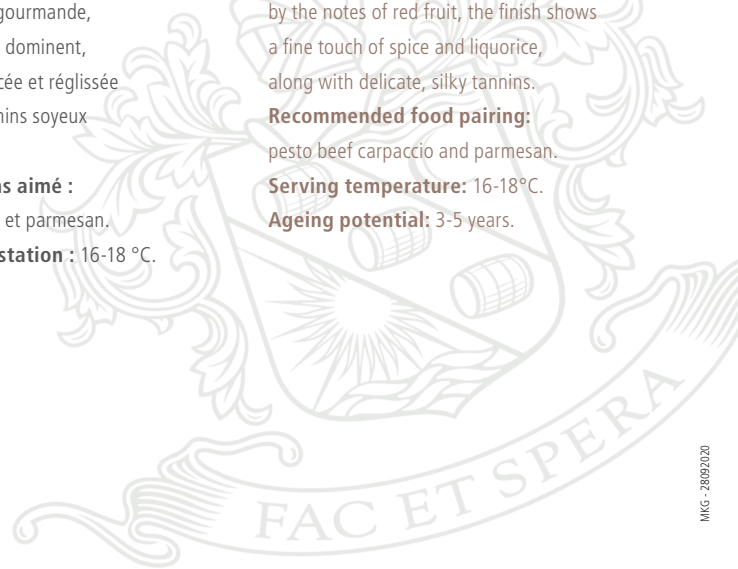 gourmande,
dominent,
cée et réglissée
nins soyeux
s aimé :
et parmesan.
station : 16-18 °C.
by the notes of red fruit, the finish shows
a fine touch of spice and liquorice,
along with delicate, silky tannins.
Recommended food pairing:
pesto beef carpaccio and parmesan.
Serving temperature: 16-18°C.
Ageing potential: 3-5 years.
FAC ET SPERA
MKG - 28092020